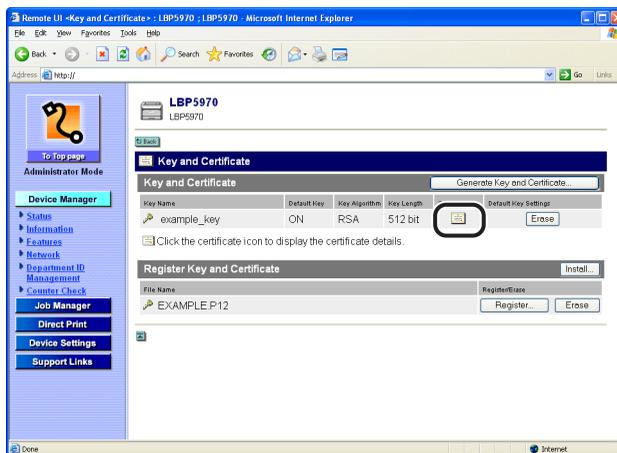 Remote UI <Key and Certificate> : LBP5970 ; LBP5970 - Microsoft Internet Explorer
File Edit View Favorites Tools Help
Back Search Favorites
Address http:// Go Links
LBP5970
LBP5970
To Top page
Administrator Mode
Back
Key and Certificate
Device Manager
Status
Information
Features
Network
Department ID
Management
Counter Check
Job Manager
Direct Print
Device Settings
Support Links
Key and Certificate Generate Key and Certificate...
Key Name Default Key Key Algorithm Key Length Default Key Settings
example_key ON RSA 512 bit Erase
Click the certificate icon to display the certificate details.
Register Key and Certificate Install...
File Name Register/Erase
EXAMPLE.P12 Register... Erase
Done Internet